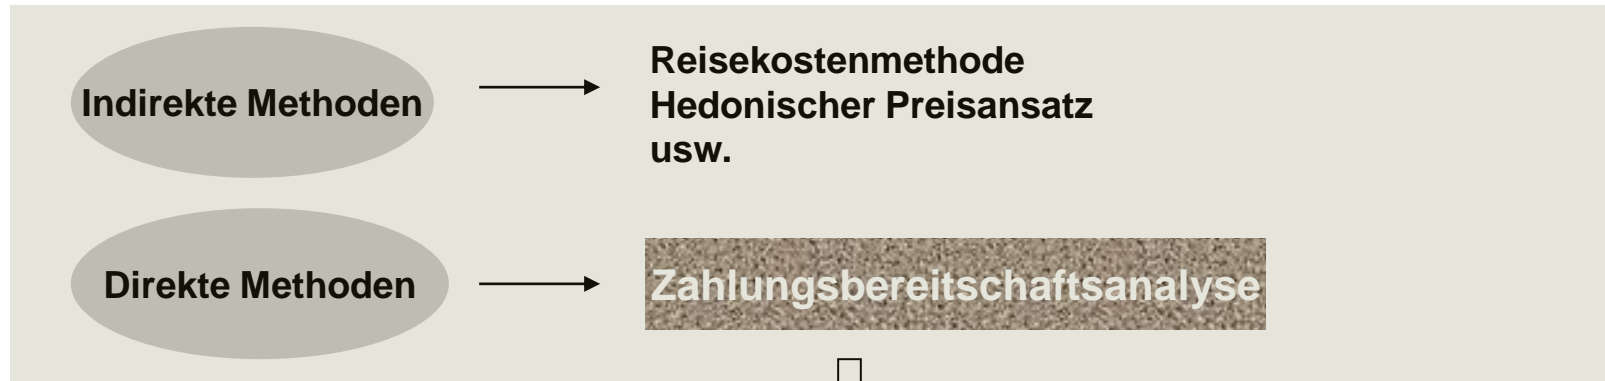 Indirekte Methoden
Reisekostenmethode
Hedonischer Preisansatz
usw.
Direkte Methoden
Zahlungsbereitschaftsanalyse